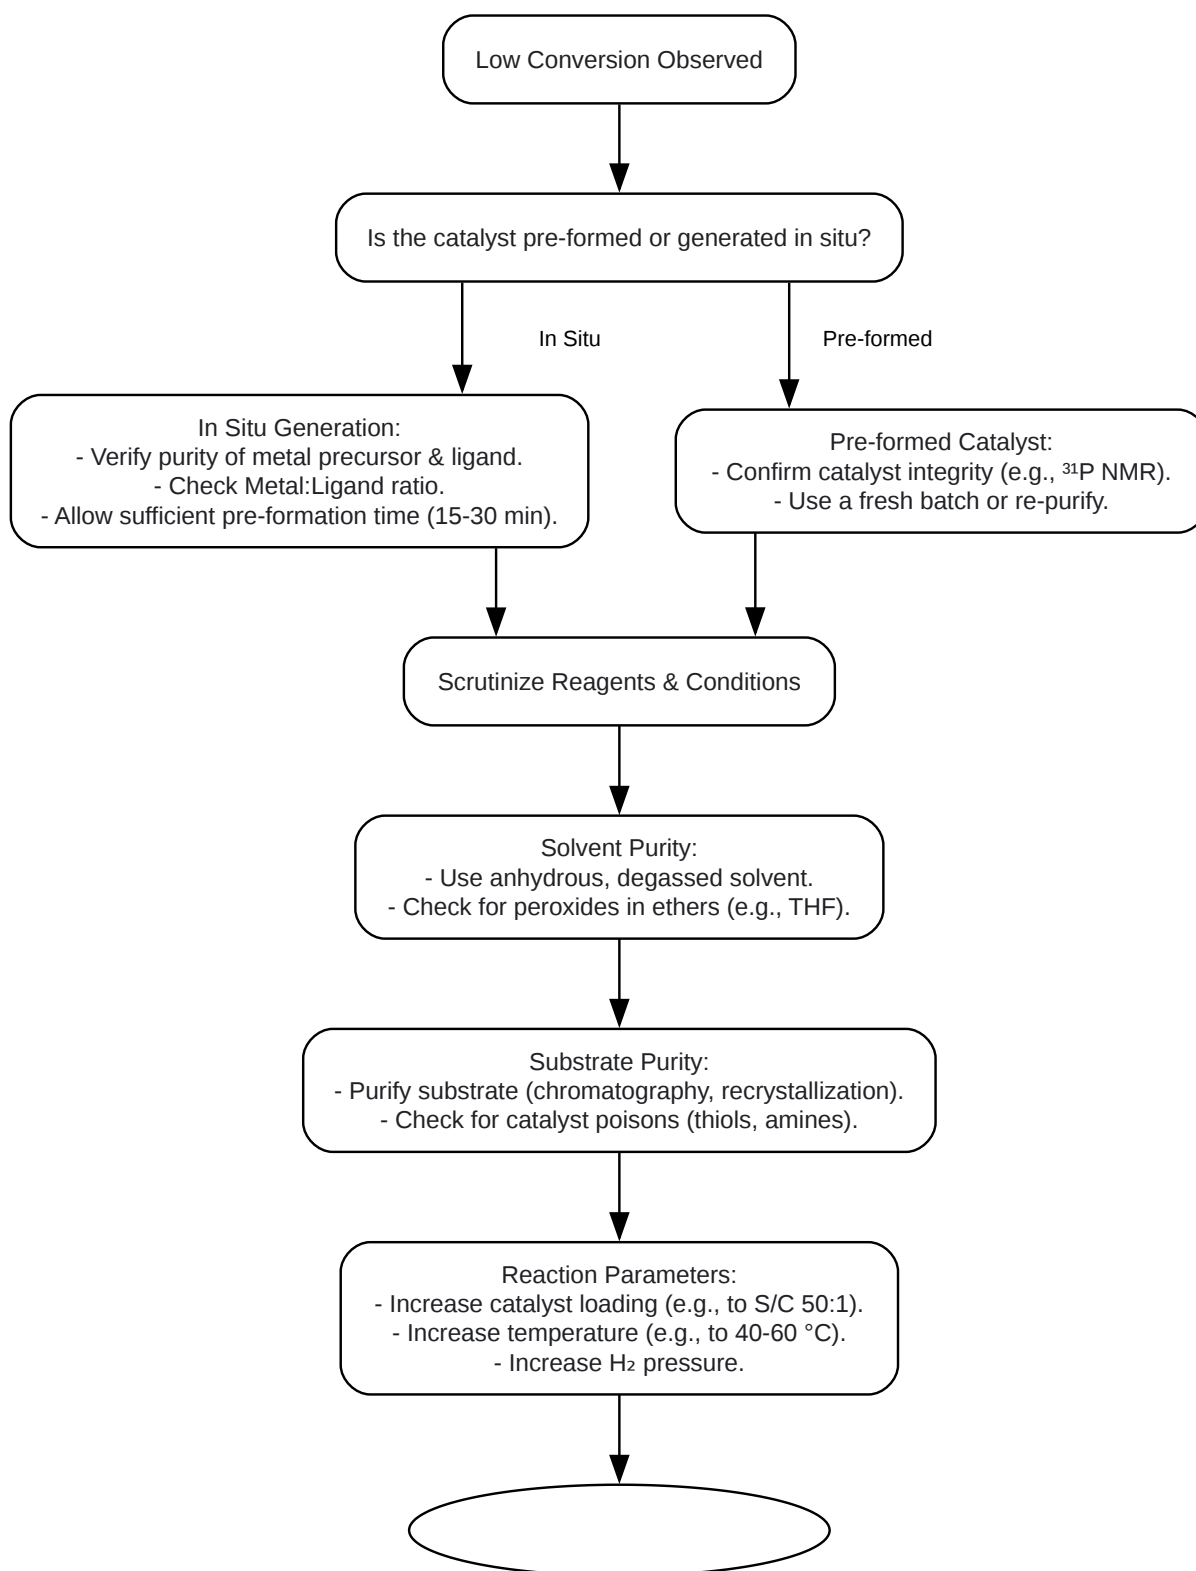 Low Conversion Observed
Is the catalyst pre-formed or generated in situ?
In Situ
Pre-formed
In Situ Generation:
- Verify purity of metal precursor & ligand.
- Check Metal:Ligand ratio.
- Allow sufficient pre-formation time (15-30 min).
Pre-formed Catalyst:
- Confirm catalyst integrity (e.g., ³¹P NMR).
- Use a fresh batch or re-purify.
Scrutinize Reagents & Conditions
Solvent Purity:
- Use anhydrous, degassed solvent.
- Check for peroxides in ethers (e.g., THF).
Substrate Purity:
- Purify substrate (chromatography, recrystallization).
- Check for catalyst poisons (thiols, amines).
Reaction Parameters:
- Increase catalyst loading (e.g., to S/C 50:1).
- Increase temperature (e.g., to 40-60 °C).
- Increase H₂ pressure.